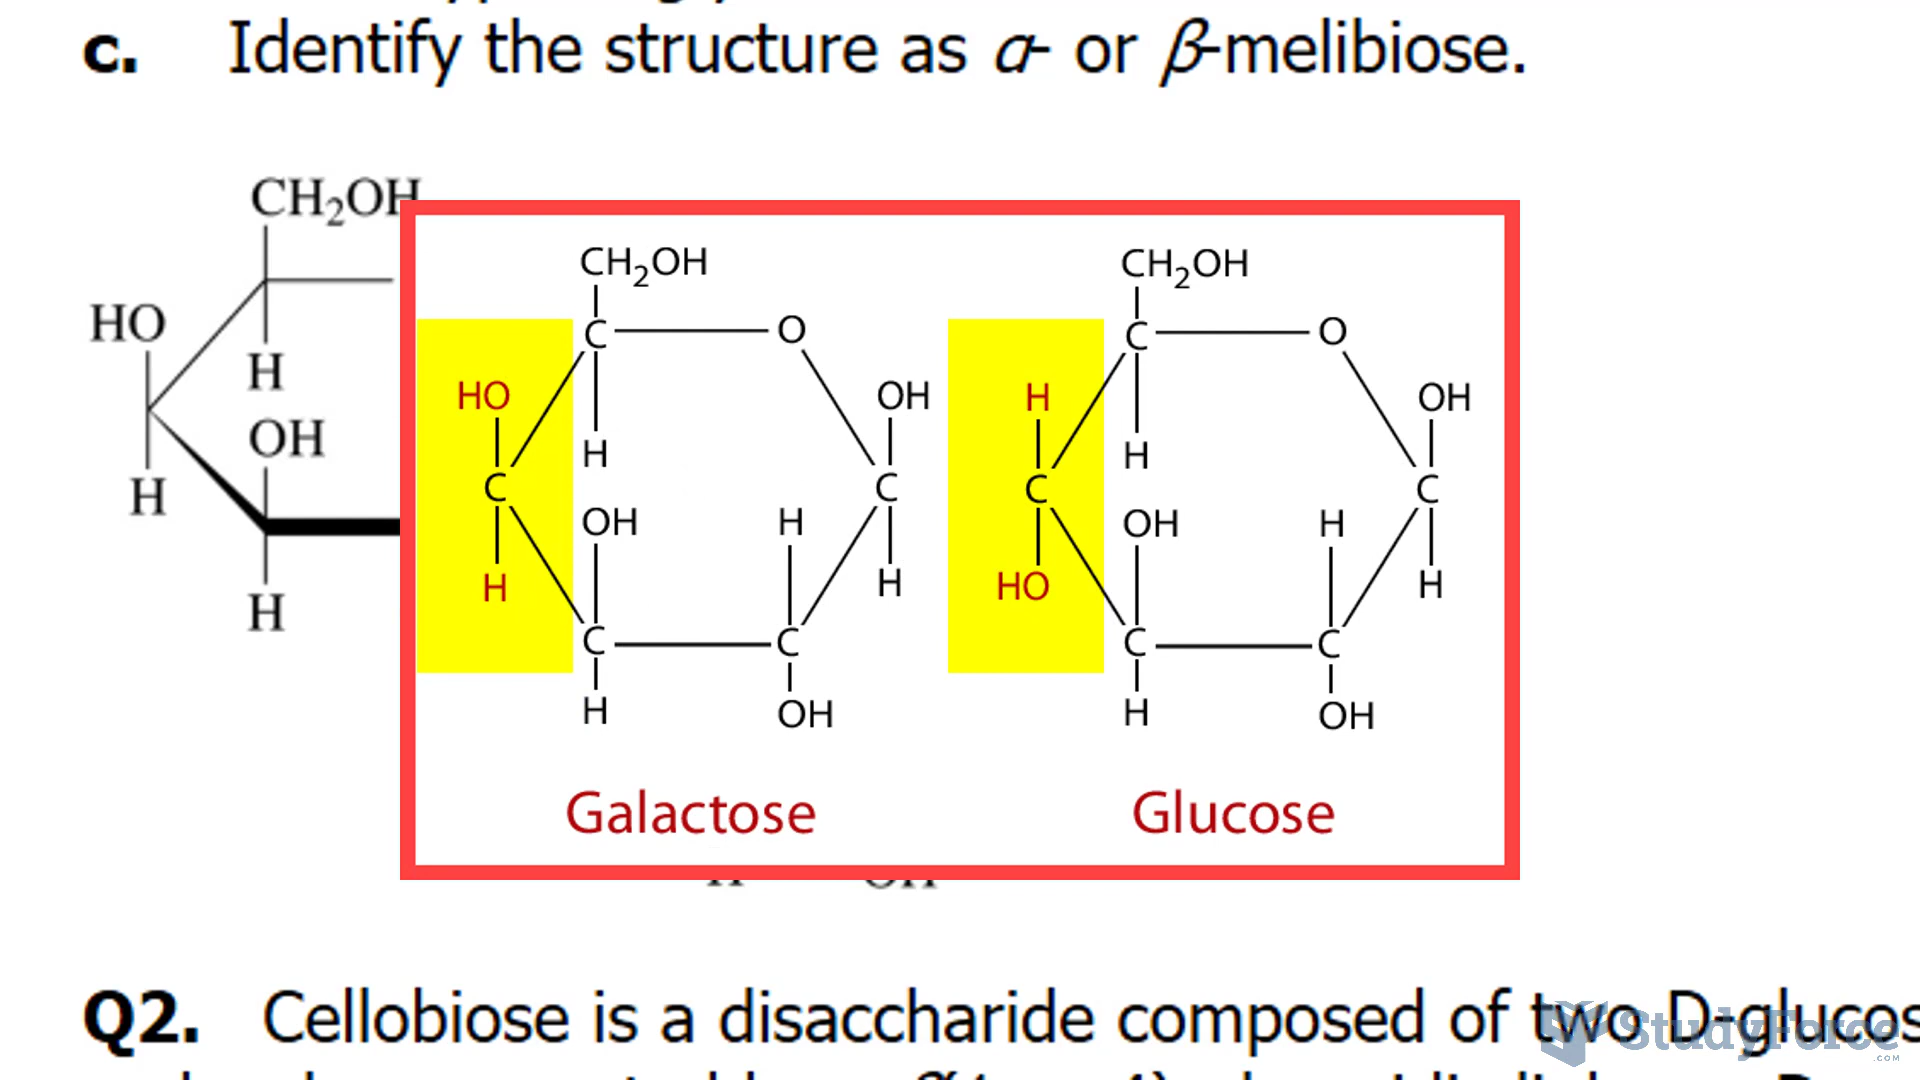 c. Identify the structure as α- or β-melibiose.
CH₂OH
HO
H
OH
H
H
CH₂OH
C
O
HO
OH
H
C
C
OH
H
H
H
C
C
H
OH
Galactose
CH₂OH
C
O
H
OH
H
C
C
OH
H
HO
H
C
C
H
OH
Glucose
Q2. Cellobiose is a disaccharide composed of two D-glucos
StudyForce
.COM